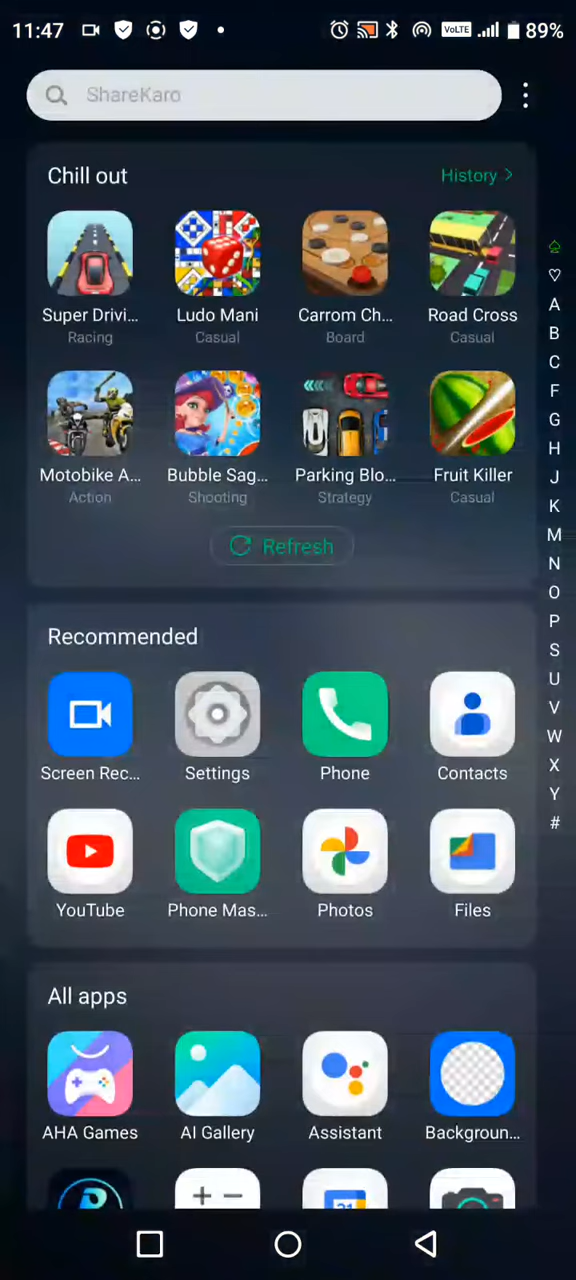 11:47 VoLTE 89%
ShareKaro
Chill out History >
Super Drivi... Ludo Mani Carrom Ch... Road Cross
Racing Casual Board Casual
Motobike A... Bubble Sag... Parking Blo... Fruit Killer
Action Shooting Strategy Casual
Refresh
Recommended
Screen Rec... Settings Phone Contacts
YouTube Phone Mas... Photos Files
All apps
AHA Games AI Gallery Assistant Backgroun...
31
A
B
C
F
G
H
J
K
M
N
O
P
S
U
V
W
X
Y
#